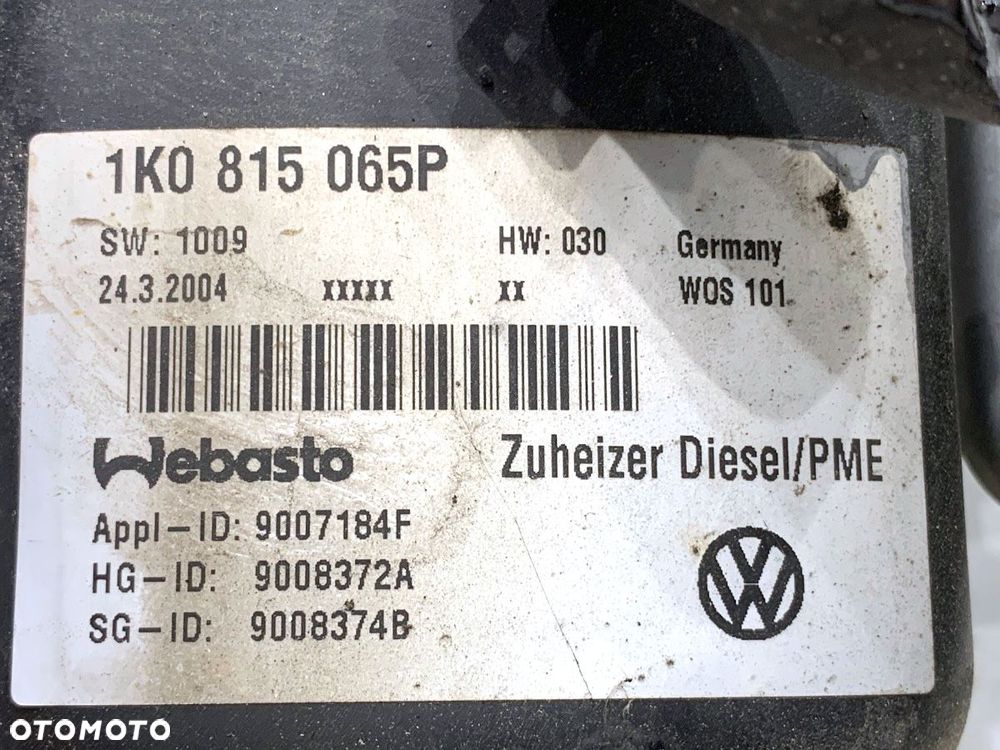 1K0 815 065P
SW: 1009 HW: 030 Germany
24.3.2004 xxxxx xx WOS 101
Webasto Zuheizer Diesel/PME
Appl-ID: 9007184F
HG-ID: 9008372A
SG-ID: 9008374B
VW
OTOMOTO